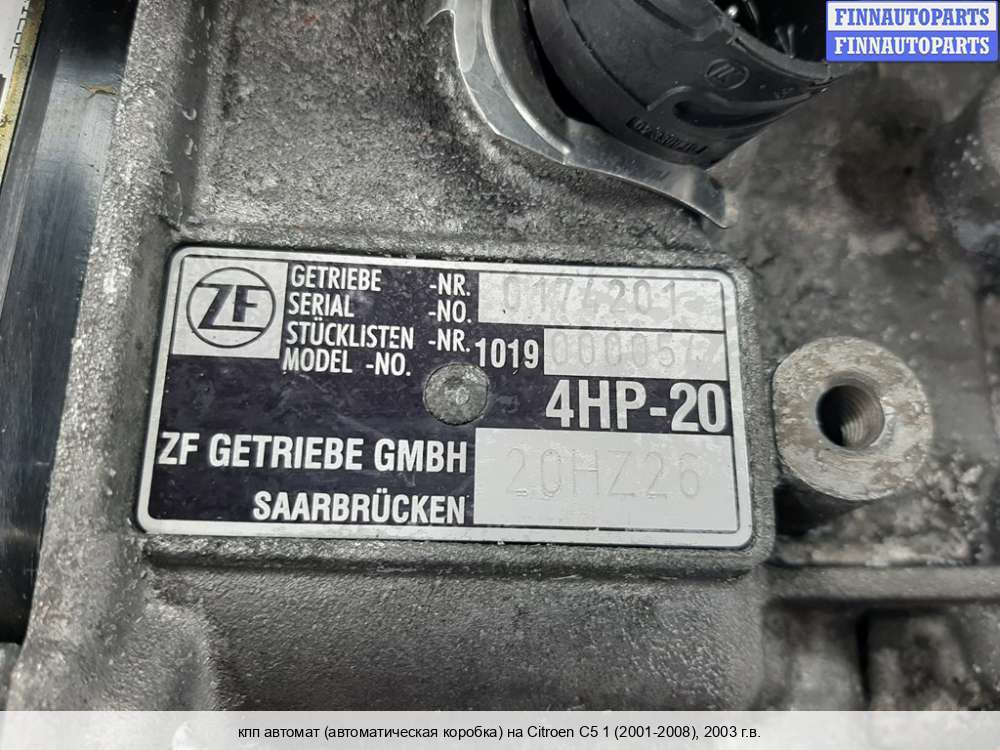 FINNAUTOPARTS
FINNAUTOPARTS
ZF
GETRIEBE -NR. 0174201
SERIAL -NO.
STÜCKLISTEN -NR. 1019
MODEL -NO.
4HP-20
ZF GETRIEBE GMBH 20HZ26
SAARBRÜCKEN
кпп автомат (автоматическая коробка) на Citroen C5 1 (2001-2008), 2003 г.в.